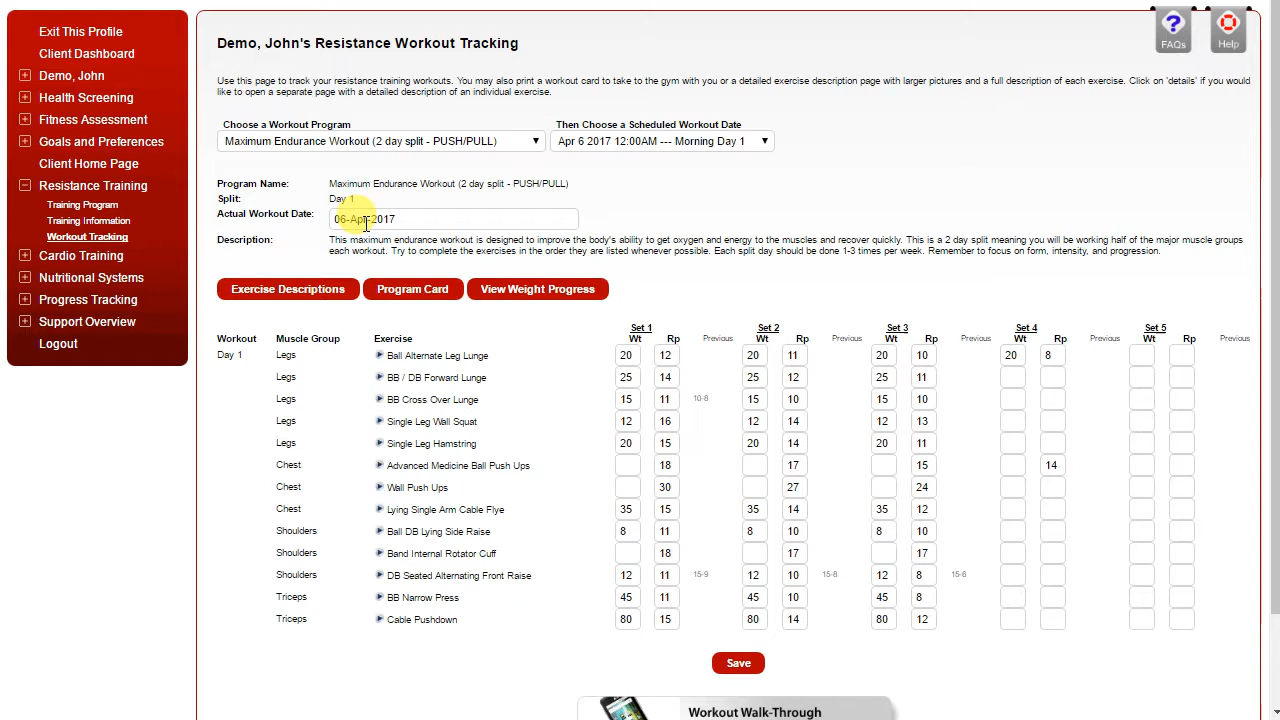 Exit This Profile
Client Dashboard
Demo, John
Health Screening
Fitness Assessment
Goals and Preferences
Client Home Page
Resistance Training
Training Program
Training Information
Workout Tracking
Cardio Training
Nutritional Systems
Progress Tracking
Support Overview
Logout
? FAQs
Help
Demo, John's Resistance Workout Tracking
Use this page to track your resistance training workouts. You may also print a workout card to take to the gym with you or a detailed exercise description page with larger pictures and a full description of each exercise. Click on 'details' if you would
like to open a separate page with a detailed description of an individual exercise.
Choose a Workout Program Then Choose a Scheduled Workout Date
Maximum Endurance Workout (2 day split - PUSH/PULL) Apr 6 2017 12:00AM --- Morning Day 1
Program Name: Maximum Endurance Workout (2 day split - PUSH/PULL)
Split: Day 1
Actual Workout Date: 06-Apr-2017
Description: This maximum endurance workout is designed to improve the body's ability to get oxygen and energy to the muscles and recover quickly. This is a 2 day split meaning you will be working half of the major muscle groups
each workout. Try to complete the exercises in the order they are listed whenever possible. Each split day should be done 1-3 times per week. Remember to focus on form, intensity, and progression.
Exercise Descriptions Program Card View Weight Progress
Set 1 Set 2 Set 3 Set 4 Set 5
Workout Muscle Group Exercise Wt Rp Previous Wt Rp Previous Wt Rp Previous Wt Rp Previous Wt Rp Previous
Day 1 Legs Ball Alternate Leg Lunge 20 12 20 11 20 10 20 8
Legs BB / DB Forward Lunge 25 14 25 12 25 11
Legs BB Cross Over Lunge 15 11 10-8 15 10 15 10
Legs Single Leg Wall Squat 12 16 12 14 12 13
Legs Single Leg Hamstring 20 15 20 14 20 11
Chest Advanced Medicine Ball Push Ups 18 17 15 14
Chest Wall Push Ups 30 27 24
Chest Lying Single Arm Cable Flye 35 15 35 14 35 12
Shoulders Ball DB Lying Side Raise 8 11 8 10 8 10
Shoulders Band Internal Rotator Cuff 18 17 17
Shoulders DB Seated Alternating Front Raise 12 11 15-9 12 10 15-8 12 8 15-6
Triceps BB Narrow Press 45 11 45 10 45 8
Triceps Cable Pushdown 80 15 80 14 80 12
Save
Workout Walk-Through